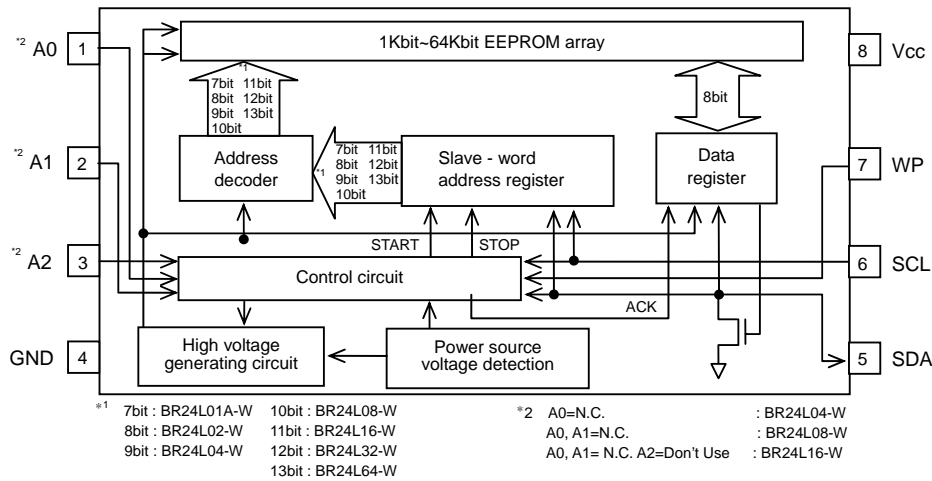 1Kbit~64Kbit EEPROM array
*2 A0 1
8 Vcc
*1
7bit 11bit
8bit 12bit
9bit 13bit
10bit
8bit
*2 A1 2
Address
decoder
*1
7bit 11bit
8bit 12bit
9bit 13bit
10bit
Slave - word
address register
Data
register
7 WP
START STOP
*2 A2 3
Control circuit
6 SCL
ACK
GND 4
High voltage
generating circuit
Power source
voltage detection
5 SDA
*1 7bit : BR24L01A-W 10bit : BR24L08-W
8bit : BR24L02-W 11bit : BR24L16-W
9bit : BR24L04-W 12bit : BR24L32-W
13bit : BR24L64-W
*2 A0=N.C. : BR24L04-W
A0, A1=N.C. : BR24L08-W
A0, A1= N.C. A2=Don't Use : BR24L16-W